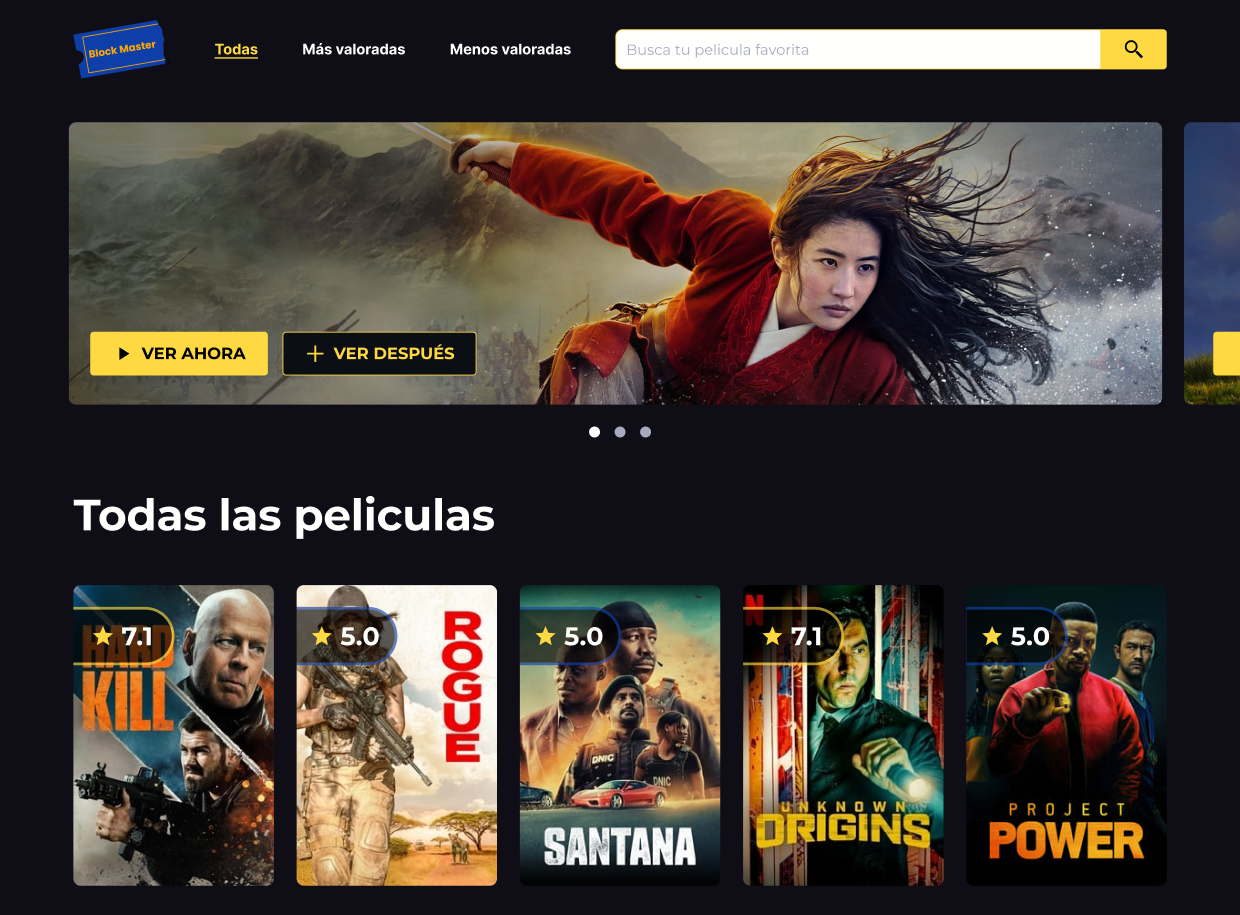 Block Master
Todas
Más valoradas
Menos valoradas
Busca tu pelicula favorita
VER AHORA
VER DESPUÉS
Todas las peliculas
7.1
HARD
KILL
5.0
ROGUE
5.0
DNIC
DNIC
SANTANA
N
7.1
UNKNOWN
ORIGINS
5.0
PROJECT
POWER